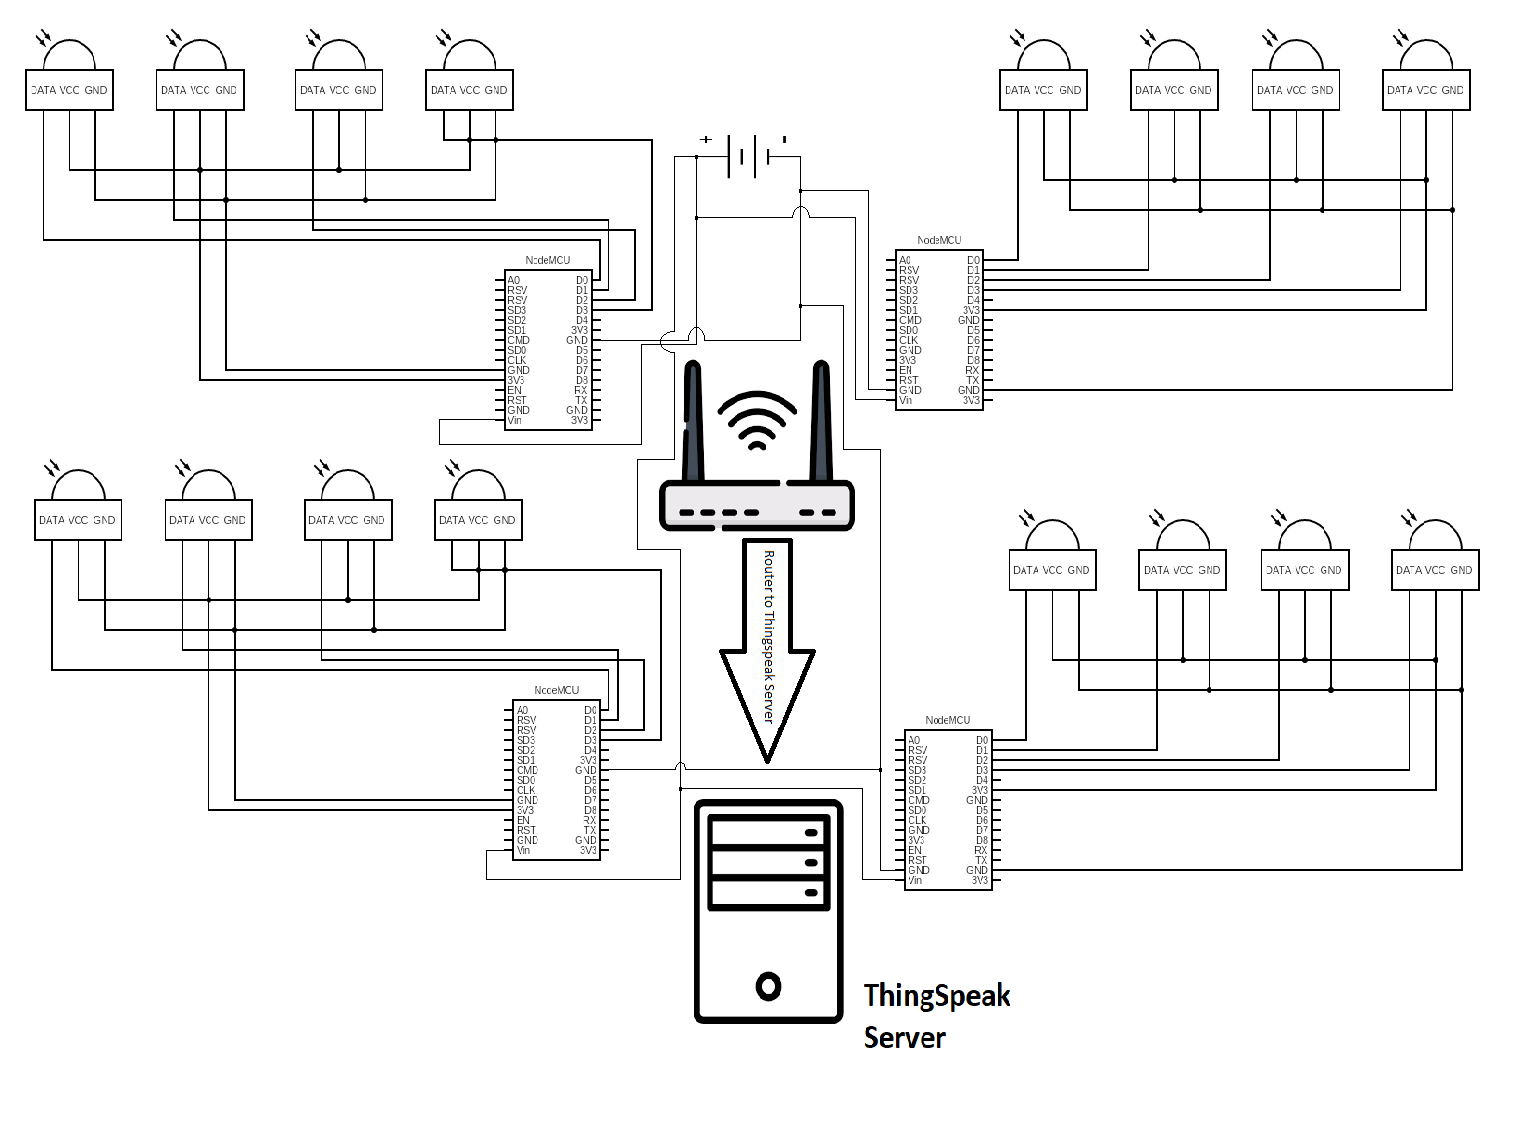 DATA VCC GND
DATA VCC GND
DATA VCC GND
DATA VCC GND
DATA VCC GND
DATA VCC GND
DATA VCC GND
DATA VCC GND
+
-
NodeMCU
A0 D0
RSV D1
RSV D2
SD3 D3
SD2 D4
SD1 3V3
CMD GND
SD0 D5
CLK D6
GND D7
3V3 D8
EN RX
RST TX
GND GND
Vin 3V3
NodeMCU
A0 D0
RSV D1
RSV D2
SD3 D3
SD2 D4
SD1 3V3
CMD GND
SD0 D5
CLK D6
GND D7
3V3 D8
EN RX
RST TX
GND GND
Vin 3V3
DATA VCC GND
DATA VCC GND
DATA VCC GND
DATA VCC GND
DATA VCC GND
DATA VCC GND
DATA VCC GND
DATA VCC GND
Router to Thingspeak Server
NodeMCU
A0 D0
RSV D1
RSV D2
SD3 D3
SD2 D4
SD1 3V3
CMD GND
SD0 D5
CLK D6
GND D7
3V3 D8
EN RX
RST TX
GND GND
Vin 3V3
NodeMCU
A0 D0
RSV D1
RSV D2
SD3 D3
SD2 D4
SD1 3V3
CMD GND
SD0 D5
CLK D6
GND D7
3V3 D8
EN RX
RST TX
GND GND
Vin 3V3
ThingSpeak
Server